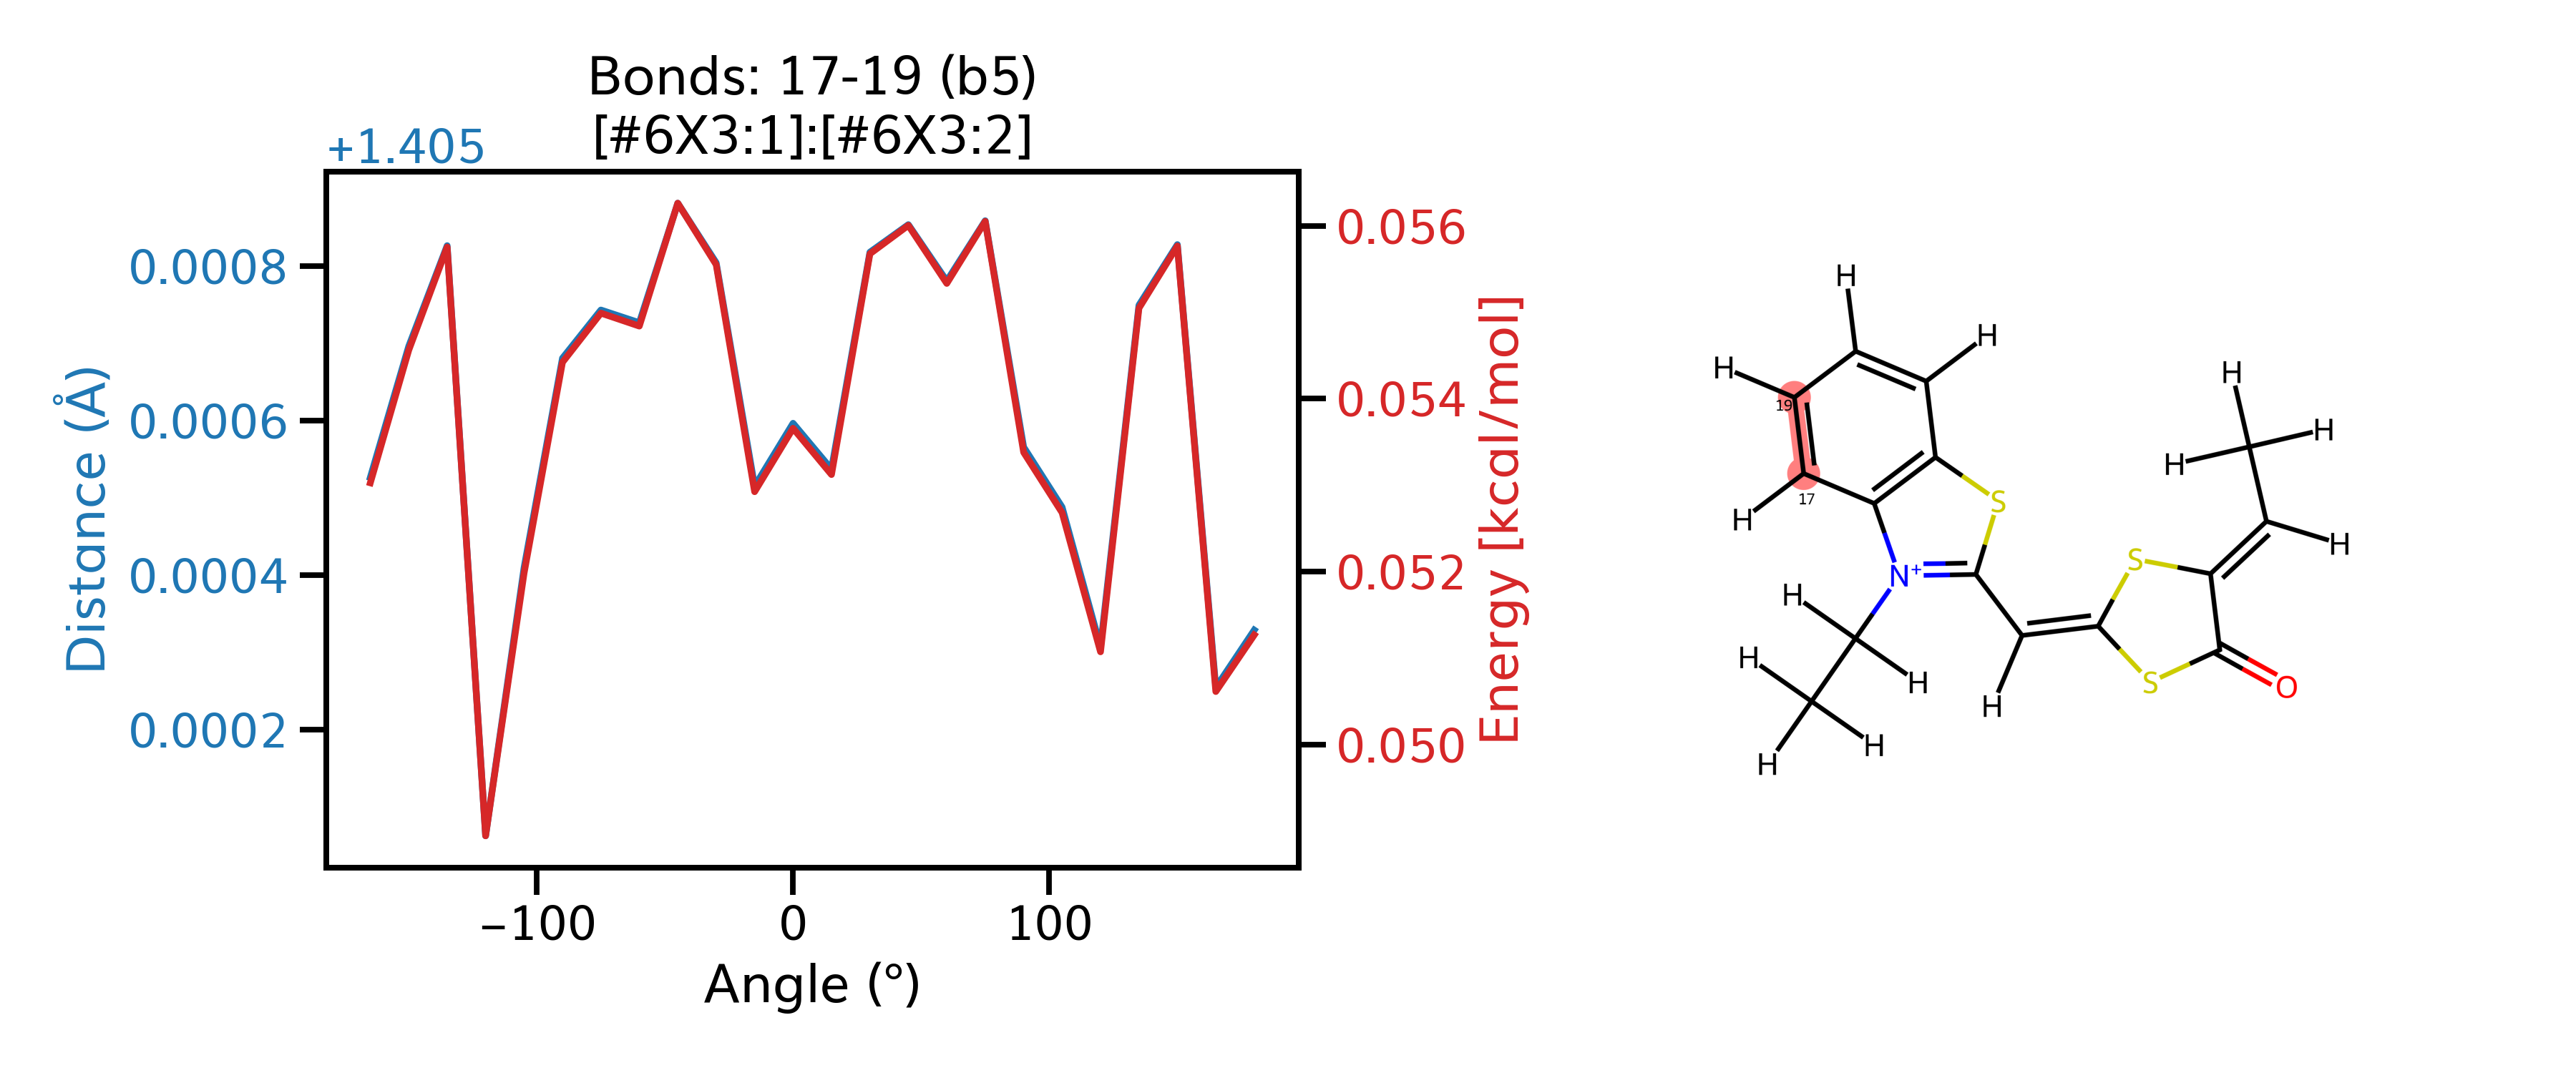 Bonds: 17-19 (b5)
[#6X3:1]:[#6X3:2]
+1.405
0.0008
0.0006
0.0004
0.0002
Distance (Å)
0.056
0.054
0.052
0.050
Energy [kcal/mol]
−100
0
100
Angle (°)
H
H
H
H
19
H
H
17
S
H
H
S
H
N⁺
H
H
H
S
O
H
H
H